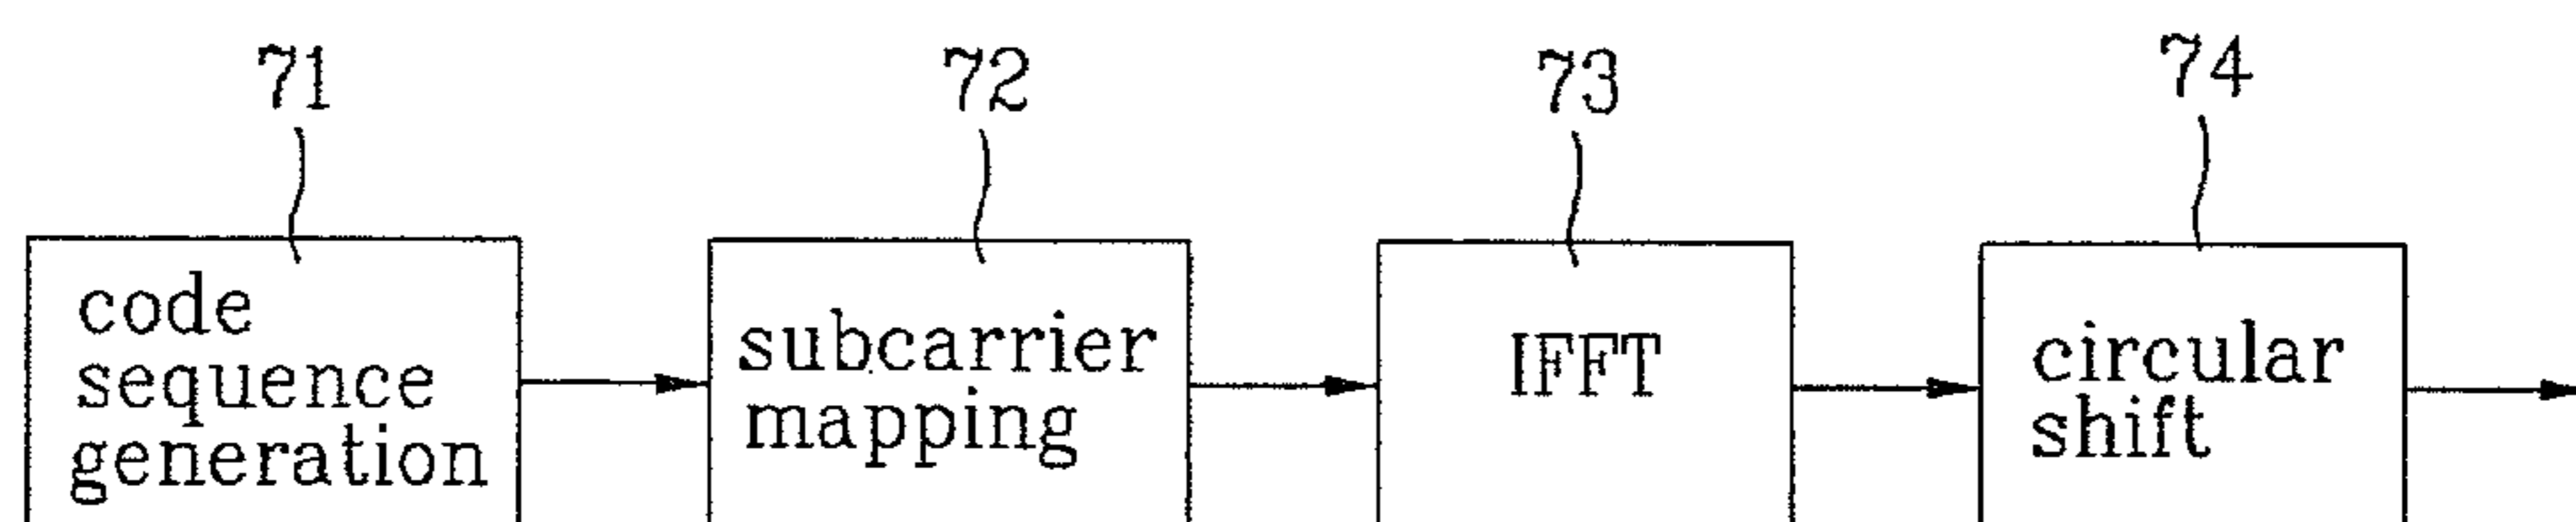 71
72
73
74
code
sequence
generation
subcarrier
mapping
IFFT
circular
shift